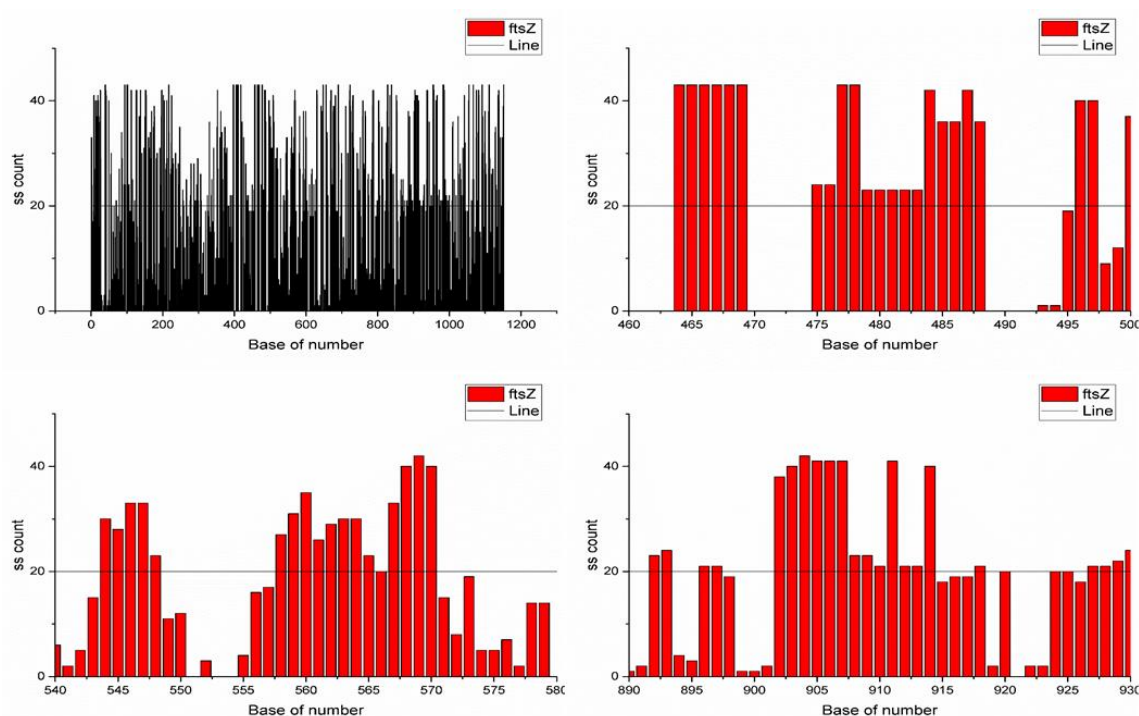 ftsZ
Line
ss count
40
20
0
0 200 400 600 800 1000 1200
Base of number
ftsZ
Line
ss count
40
20
0
460 465 470 475 480 485 490 495 500
Base of number
ftsZ
Line
ss count
40
20
0
540 545 550 555 560 565 570 575 580
Base of number
ftsZ
Line
ss count
40
20
0
890 895 900 905 910 915 920 925 930
Base of number